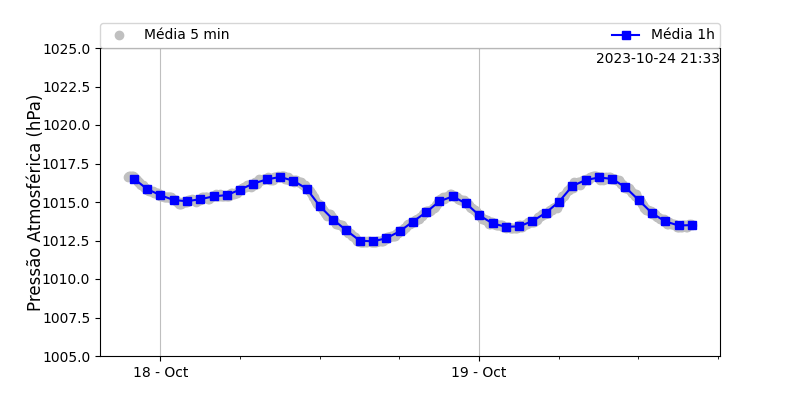 Média 5 min
Média 1h
2023-10-24 21:33
Pressão Atmosférica (hPa)
1025.0
1022.5
1020.0
1017.5
1015.0
1012.5
1010.0
1007.5
1005.0
18 - Oct
19 - Oct